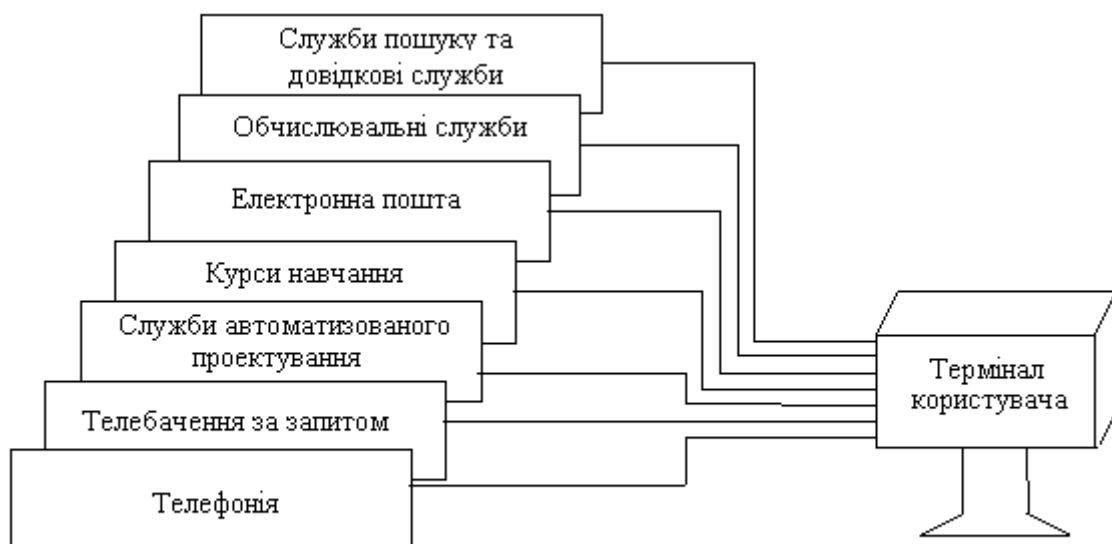 Служби пошуку та
довідкові служби
Обчислювальні служби
Електронна пошта
Курси навчання
Служби автоматизованого
проектування
Телебачення за запитом
Телефонія
Термінал
користувача